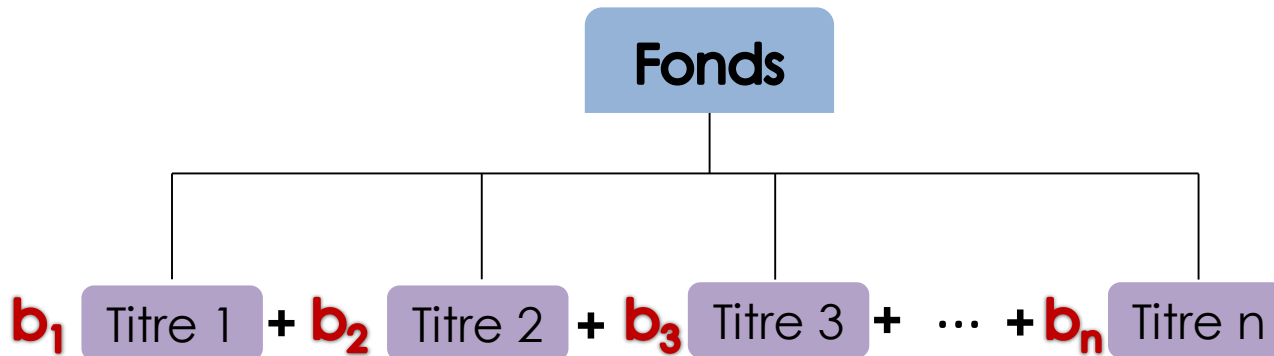 Fonds
b₁ Titre 1 + b₂ Titre 2 + b₃ Titre 3 + ... + bₙ Titre n